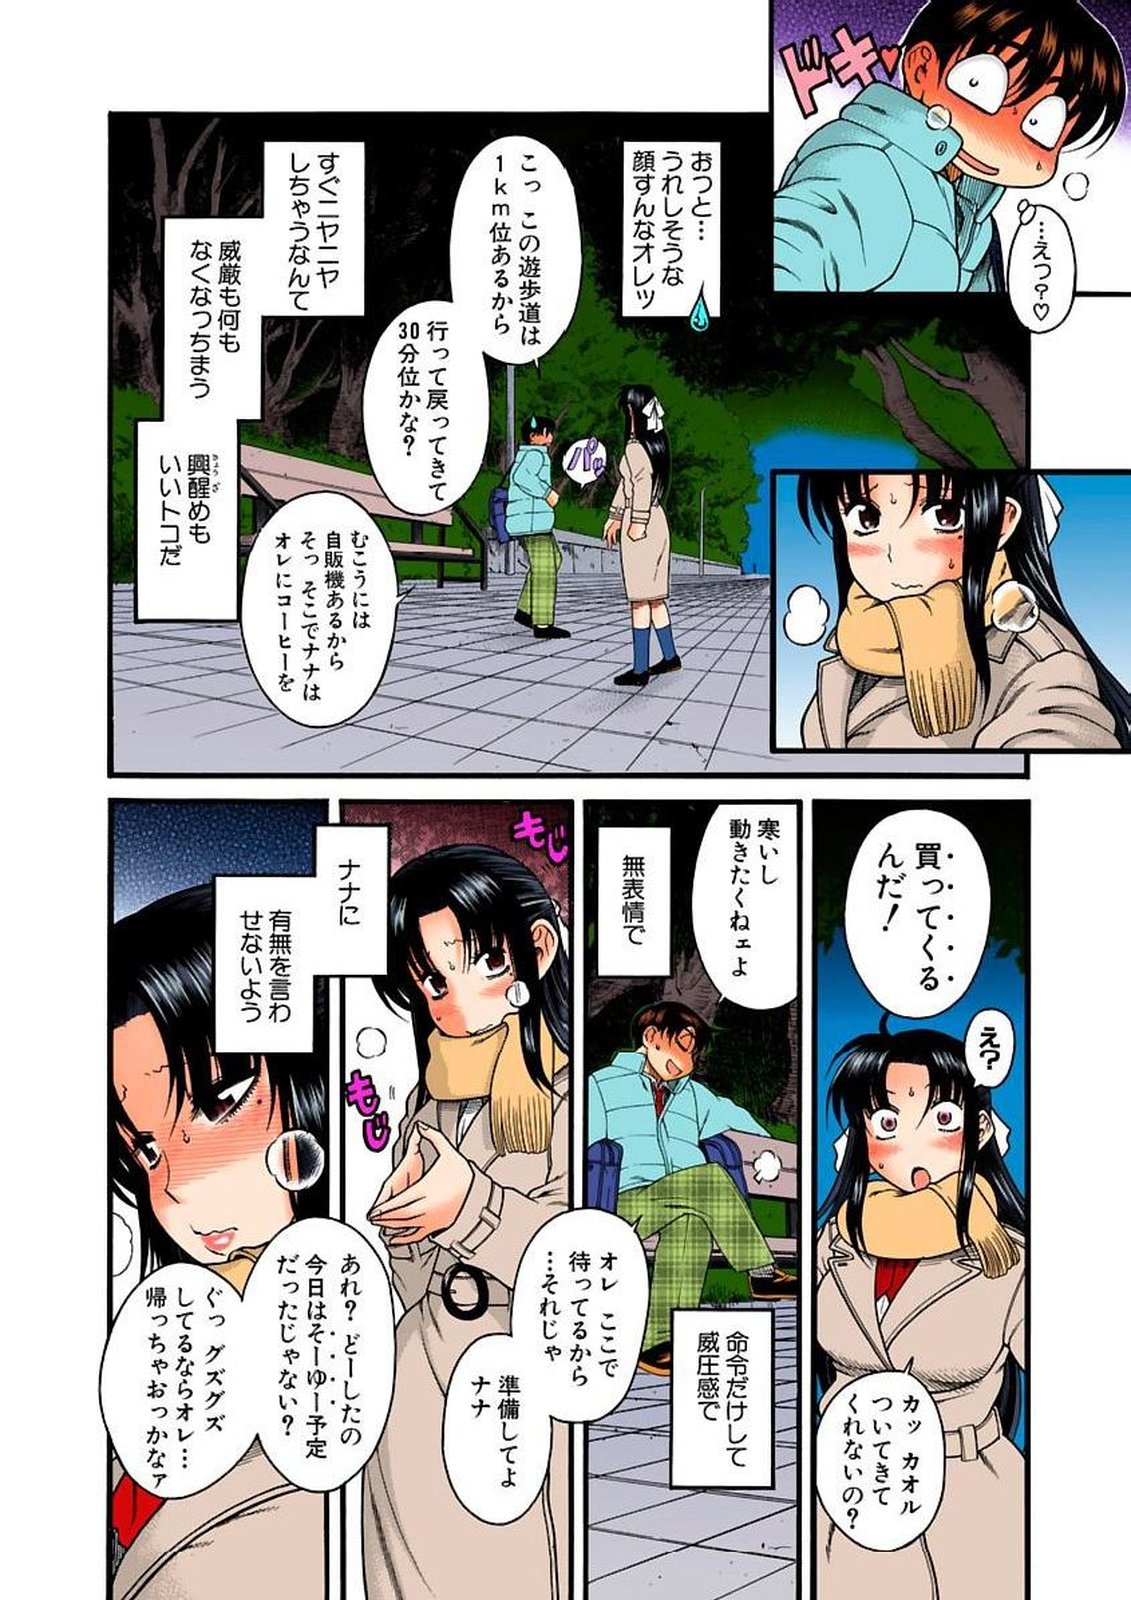 ドキ♥
…えっ？♡
おっと…
うれしそうな
顔すんなオレッ
こっ この遊歩道は
1km位あるから
行って戻ってきて
30分位かな？
パッ
すぐニヤニヤ
しちゃうなんて
威厳も何も
なくなっちまう
興醒めも
きょうざ
いいトコだ
むこうには
自販機あるから
そっ そこでナナは
オレにコーヒーを
買ってくる
んだ！
え？
カッ カオル
ついてきて
くれないの？
寒いし
動きたくねェよ
無表情で
命令だけして
威圧感で
オレ ここで
待ってるから
…それじゃ
準備してよ
ナナ
もじ
もじ
ナナに
有無を言わ
せないよう
あれ？ どーしたの
今日はそーゆー予定
だったじゃない？
ぐっ グズグズ
してるならオレ…
帰っちゃおっかなァ